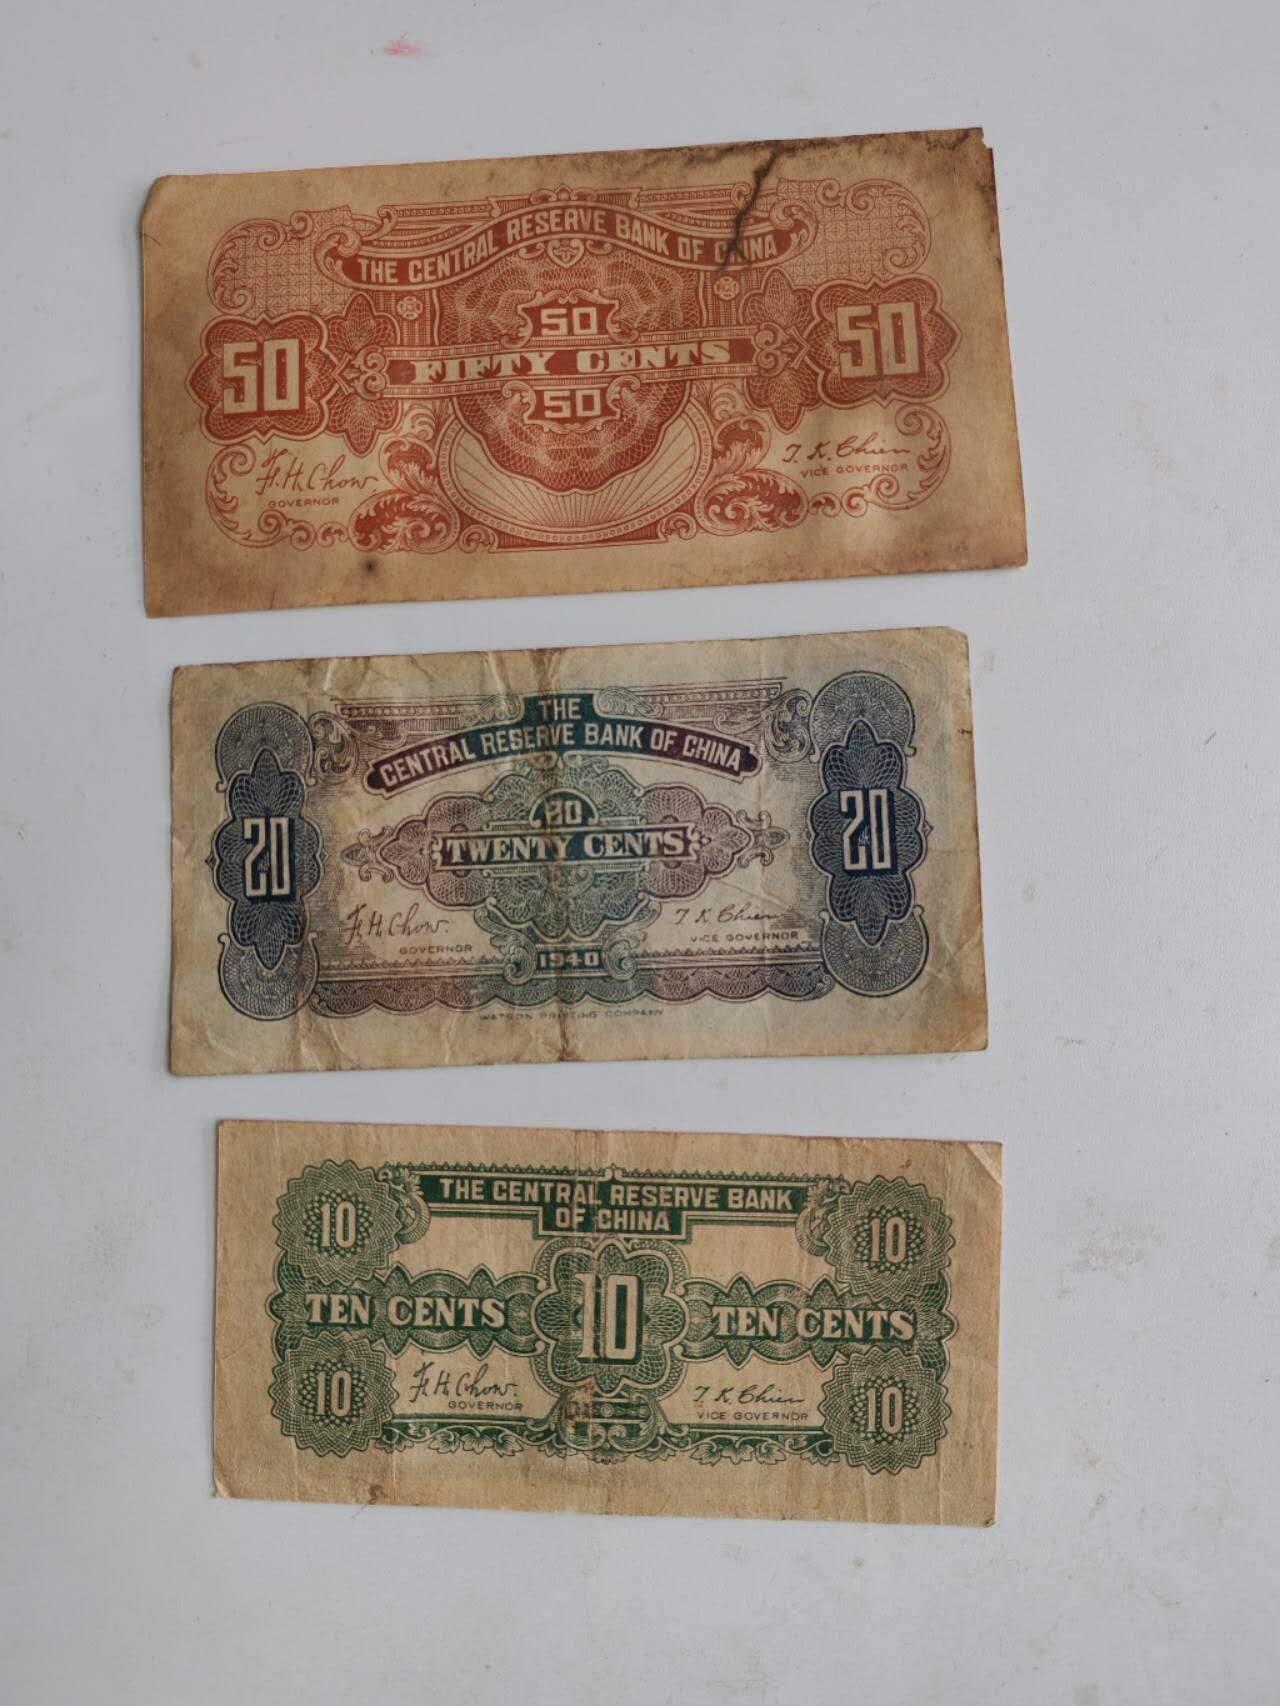 THE CENTRAL RESERVE BANK OF CHINA
50
50
FIFTY CENTS
50
50
F. H. Chow.
GOVERNOR
T. K. Chien
VICE GOVERNOR
THE
CENTRAL RESERVE BANK OF CHINA
20
20
20
TWENTY CENTS
F. H. Chow.
GOVERNOR
T. K. Chien
VICE GOVERNOR
1940
WATSON PRINTING COMPANY
THE CENTRAL RESERVE BANK
OF CHINA
10
10
TEN CENTS
10
TEN CENTS
10
F. H. Chow.
GOVERNOR
T. K. Chien
VICE GOVERNOR
10